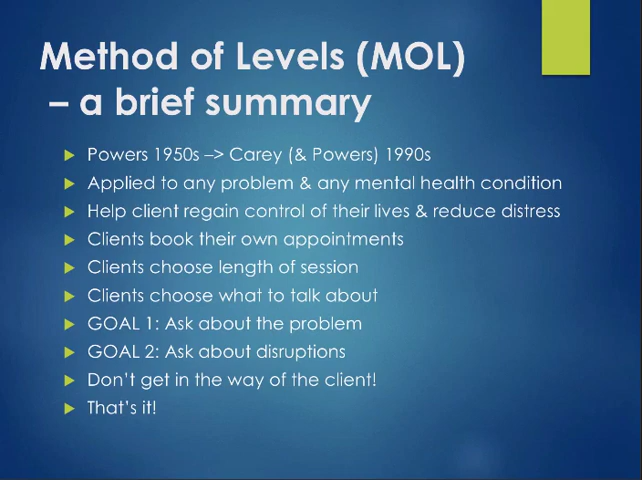 Method of Levels (MOL)
– a brief summary
Powers 1950s –> Carey (& Powers) 1990s
Applied to any problem & any mental health condition
Help client regain control of their lives & reduce distress
Clients book their own appointments
Clients choose length of session
Clients choose what to talk about
GOAL 1: Ask about the problem
GOAL 2: Ask about disruptions
Don’t get in the way of the client!
That’s it!